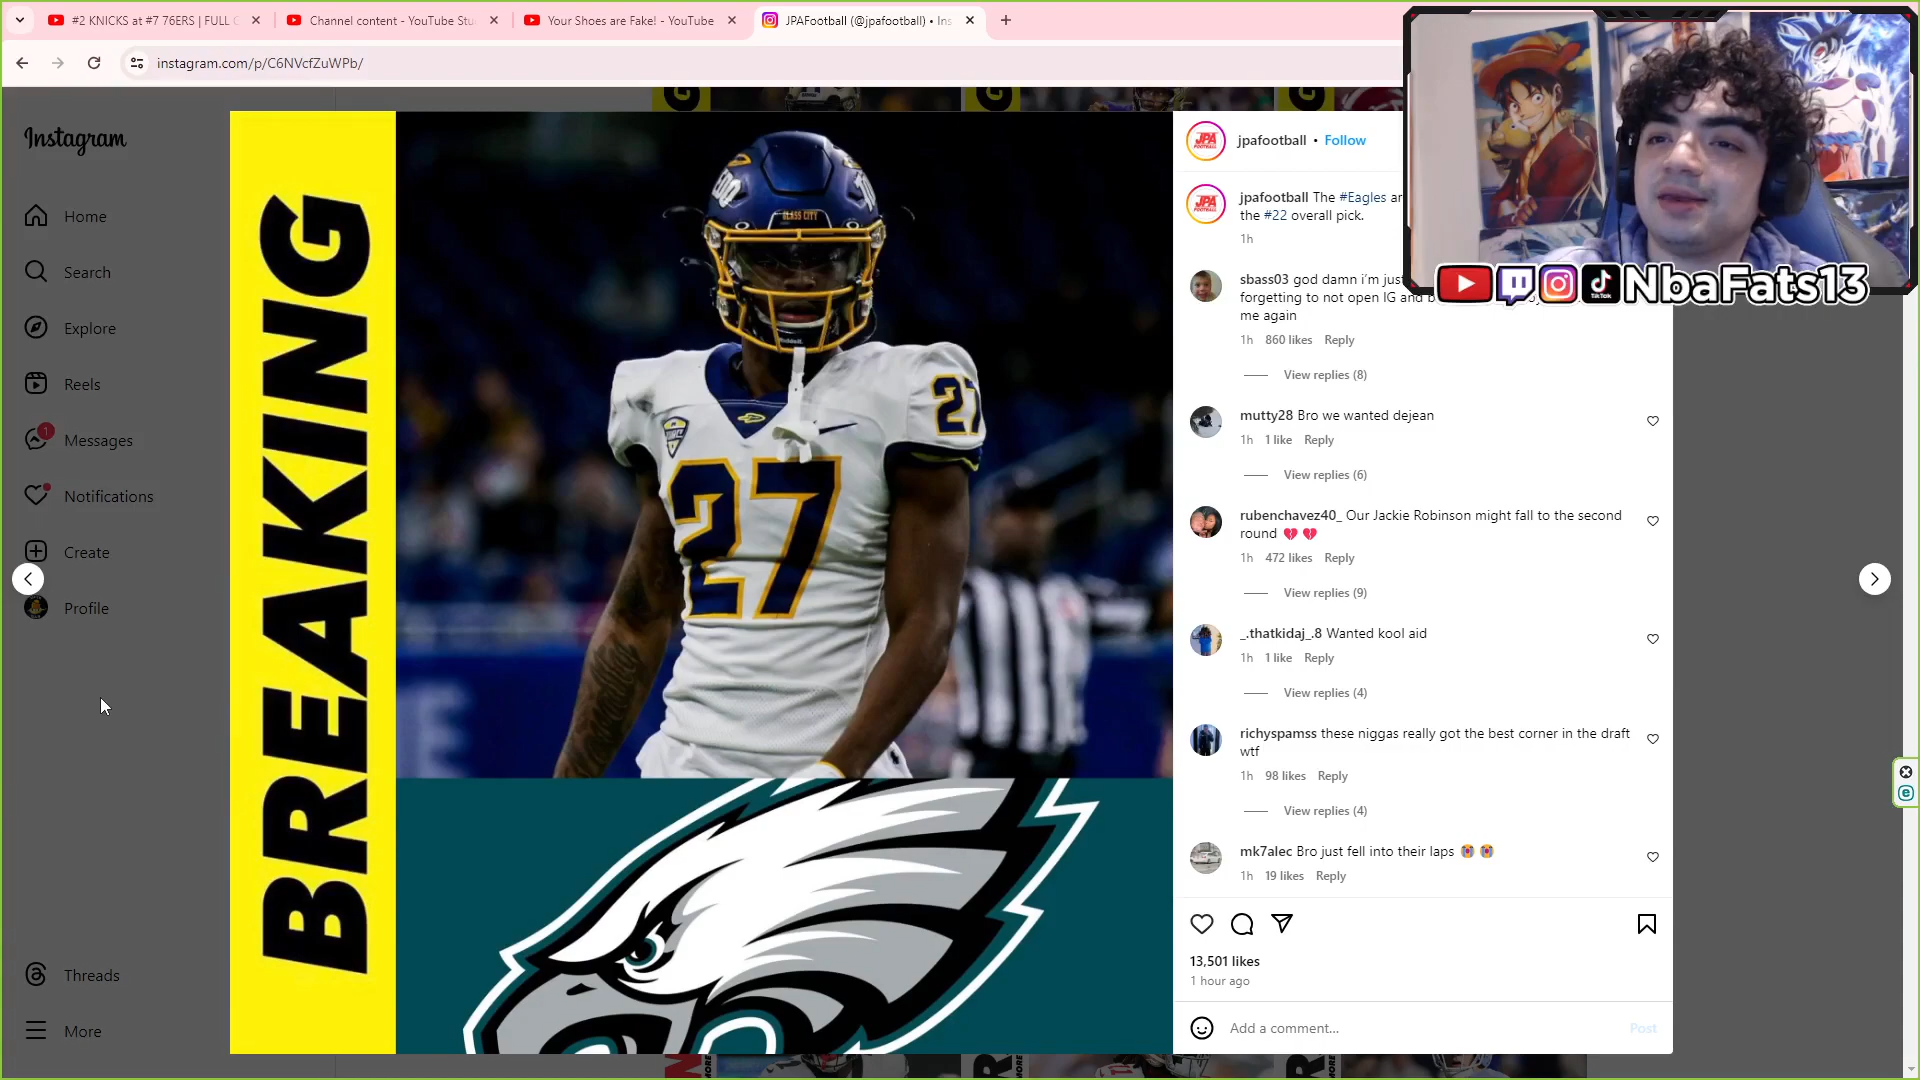 #2 KNICKS at #7 76ERS | FULL G
Channel content - YouTube Stu
Your Shoes are Fake! - YouTube
JPAFootball (@jpafootball) • Ins
instagram.com/p/C6NVcfZuWPb/
Instagram
Home
Search
Explore
Reels
1
Messages
Notifications
Create
Profile
Threads
More
BREAKING
GLASS CITY
27
27
jpafootball • Follow
jpafootball The #Eagles ar
the #22 overall pick.
1h
sbass03 god damn i'm just
forgetting to not open IG and b
me again
1h 860 likes Reply
View replies (8)
mutty28 Bro we wanted dejean
1h 1 like Reply
View replies (6)
rubenchavez40_ Our Jackie Robinson might fall to the second
round 💔 💔
1h 472 likes Reply
View replies (9)
_.thatkidaj_.8 Wanted kool aid
1h 1 like Reply
View replies (4)
richyspamss these niggas really got the best corner in the draft
wtf
1h 98 likes Reply
View replies (4)
mk7alec Bro just fell into their laps 😭 😭
1h 19 likes Reply
13,501 likes
1 hour ago
Add a comment...
Post
NbaFats13